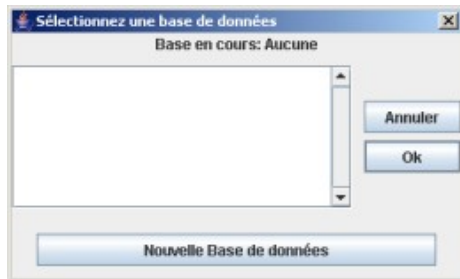 Sélectionnez une base de données
Base en cours: Aucune
Annuler
Ok
Nouvelle Base de données